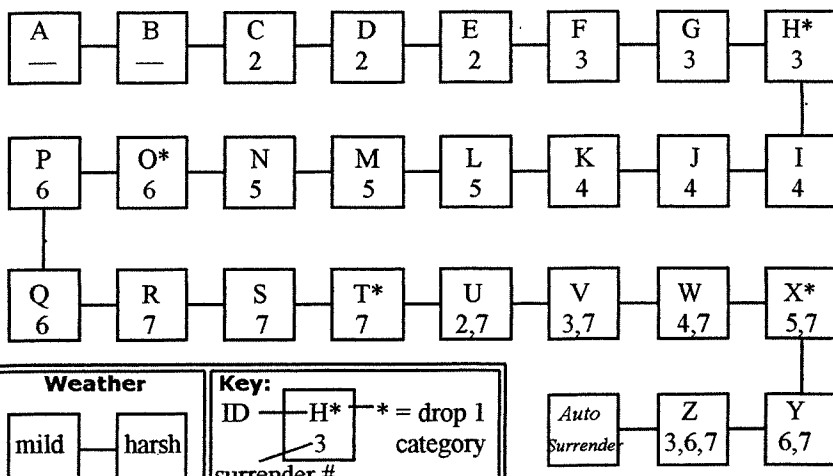 A B C D E F G H*
— — 2 2 2 3 3 3
P O* N M L K J I
6 6 5 5 5 4 4 4
Q R S T* U V W X*
6 7 7 7 2,7 3,7 4,7 5,7
Weather
mild harsh
Key:
ID H* * = drop 1
3 category
surrender #
Auto Z Y
Surrender 3,6,7 6,7